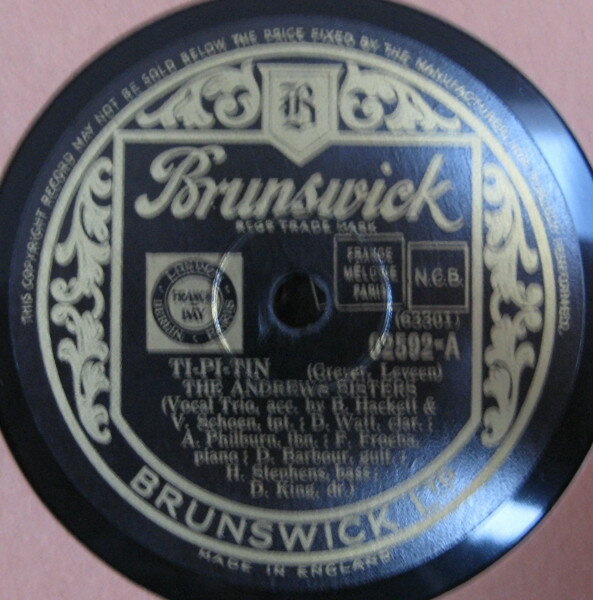 THIS COPYRIGHT RECORD MAY NOT BE SOLD BELOW THE PRICE FIXED BY THE MANUFACTURERS
B
Brunswick
REGD TRADE MARK
LONDON
FRANCIS
DAY
BERLIN
PARIS
FRANCE
MELODIE
PARIS
N.C.B.
(63301)
02592-A
TI-PI-TIN (Grever, Leveen)
THE ANDREWS SISTERS
(Vocal Trio, acc. by B. Hackett &
V. Schoen, tpt. ; D. Watt, clar. ;
A. Philburn, tbn. ; F. Froeba,
piano ; D. Barbour, guit. ;
H. Stephens, bass ;
D. King, dr.)
BRUNSWICK LTD
MADE IN ENGLAND